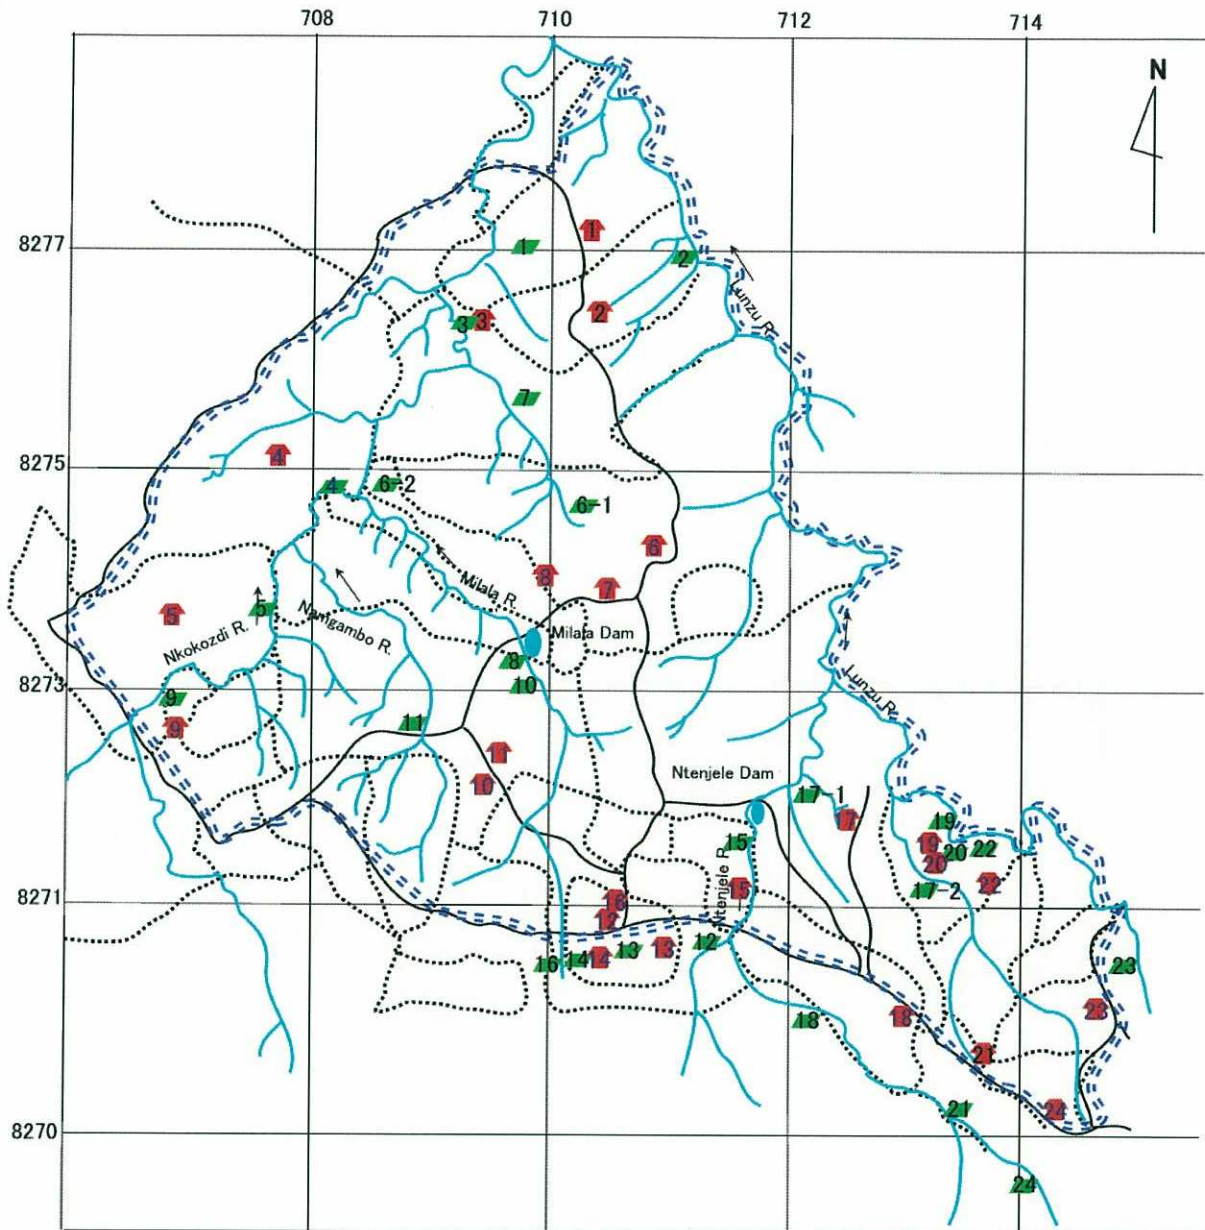 708 710 712 714
N
8277
1
1
2
Lunzu R.
2
3 3
7
8275
4
4 6-2
6-1
6
8
7
Milala R.
5 5
Namgambo R.
Nkokozdi R.
Milala Dam
8
8273
10
9
9
11
Lunzu R.
11
10
Ntenjele Dam
17-1
17 19
15 19 20 22
20
Ntenjele R.
15 17-2 22
8271
16
12
12
13 13
16 14 14
23
23
18 18
21
21 24
8270
24